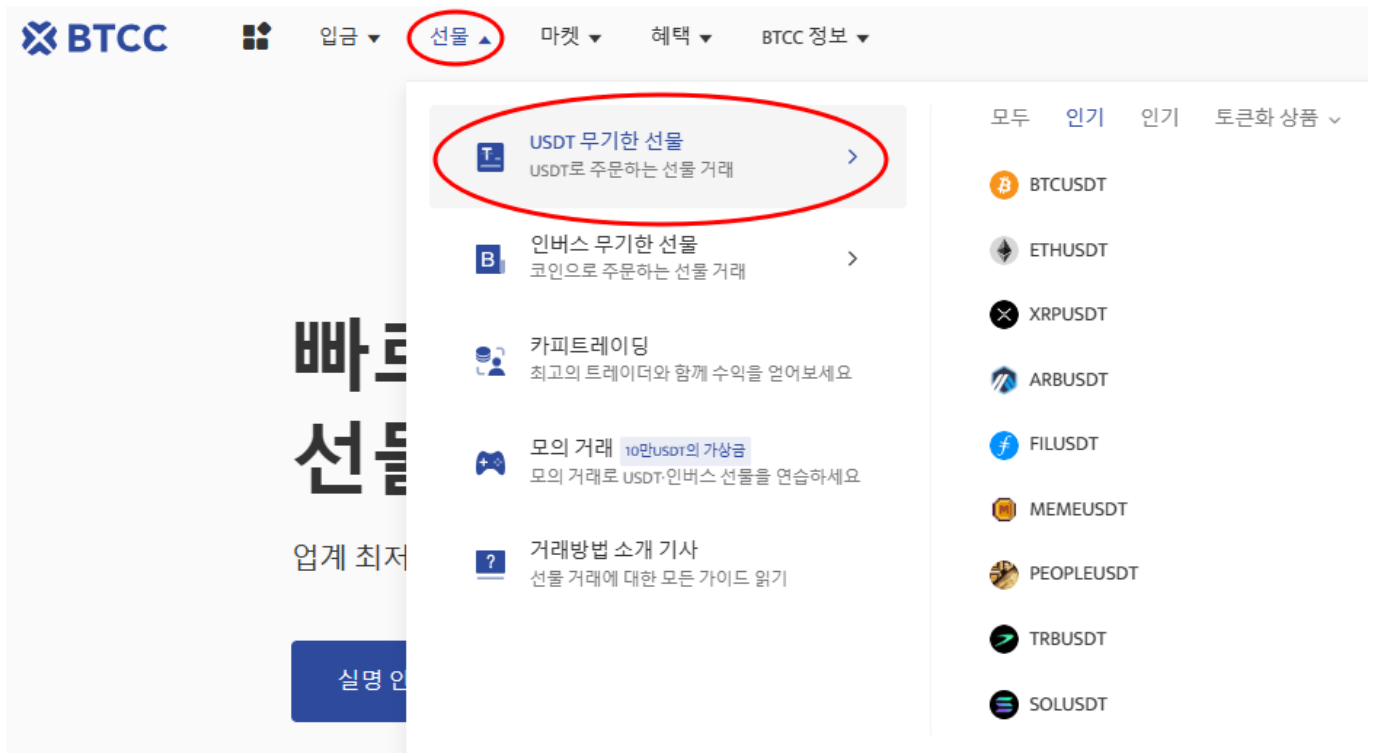 BTCC
입금
선물
마켓
혜택
BTCC 정보
USDT 무기한 선물
USDT로 주문하는 선물 거래
인버스 무기한 선물
코인으로 주문하는 선물 거래
카피트레이딩
최고의 트레이더와 함께 수익을 얻어보세요
모의 거래 10만USDT의 가상금
모의 거래로 USDT·인버스 선물을 연습하세요
거래방법 소개 기사
선물 거래에 대한 모든 가이드 읽기
모두 인기 인기 토큰화 상품
BTCUSDT
ETHUSDT
XRPUSDT
ARBUSDT
FILUSDT
MEMEUSDT
PEOPLEUSDT
TRBUSDT
SOLUSDT
업계 최저
실명